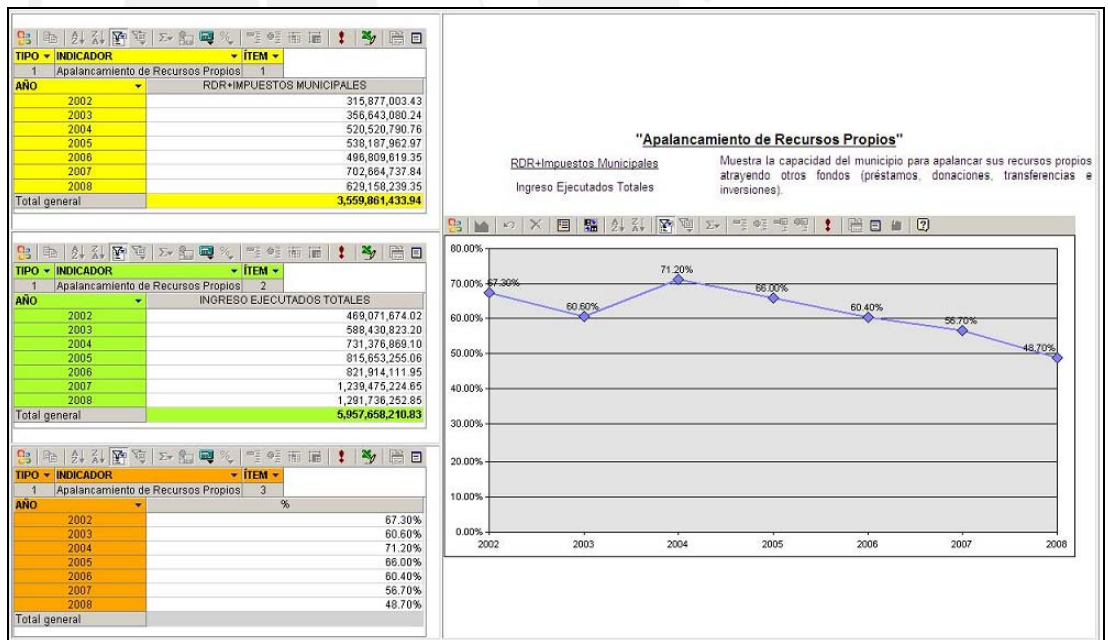 TIPO INDICADOR ÍTEM
1 Apalancamiento de Recursos Propios 1
AÑO RDR+IMPUESTOS MUNICIPALES
2002 315,877,003.43
2003 356,643,080.24
2004 520,520,790.76
2005 538,187,962.97
2006 496,809,619.35
2007 702,664,737.84
2008 629,158,239.35
Total general 3,559,861,433.94
TIPO INDICADOR ÍTEM
1 Apalancamiento de Recursos Propios 2
AÑO INGRESO EJECUTADOS TOTALES
2002 469,071,674.02
2003 588,430,823.20
2004 731,376,869.10
2005 815,653,255.06
2006 821,914,111.95
2007 1,239,475,224.65
2008 1,291,736,252.85
Total general 5,957,658,210.83
TIPO INDICADOR ÍTEM
1 Apalancamiento de Recursos Propios 3
AÑO %
2002 67.30%
2003 60.60%
2004 71.20%
2005 66.00%
2006 60.40%
2007 56.70%
2008 48.70%
Total general
"Apalancamiento de Recursos Propios"
RDR+Impuestos Municipales
Ingreso Ejecutados Totales
Muestra la capacidad del municipio para apalancar sus recursos propios
atrayendo otros fondos (préstamos, donaciones, transferencias e
inversiones).
80.00%
70.00%
60.00%
50.00%
40.00%
30.00%
20.00%
10.00%
0.00%
67.30%
60.60%
71.20%
66.00%
60.40%
56.70%
48.70%
2002 2003 2004 2005 2006 2007 2008